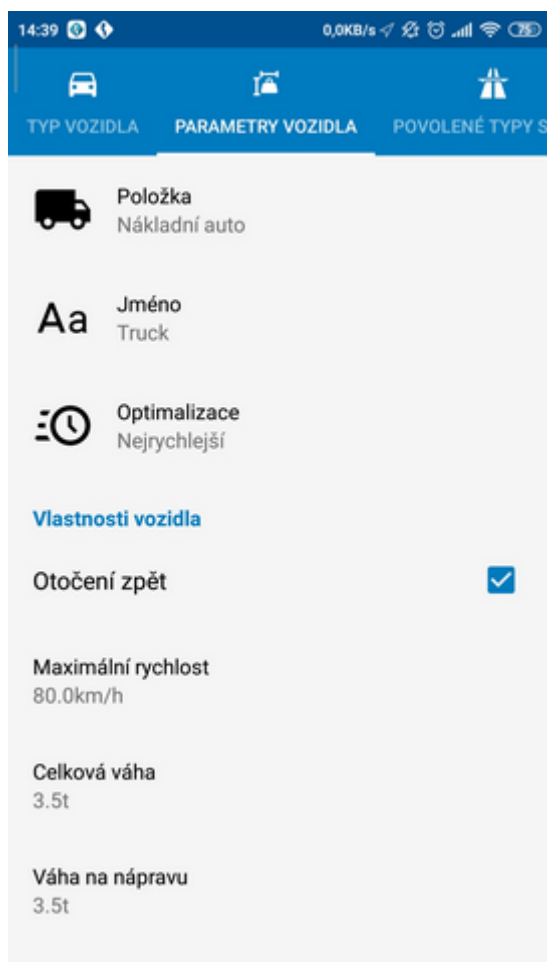 14:39 0,0KB/s 75
TYP VOZIDLA PARAMETRY VOZIDLA POVOLENÉ TYPY S
Položka
Nákladní auto
Aa
Jméno
Truck
Optimalizace
Nejrychlejší
Vlastnosti vozidla
Otočení zpět
Maximální rychlost
80.0km/h
Celková váha
3.5t
Váha na nápravu
3.5t